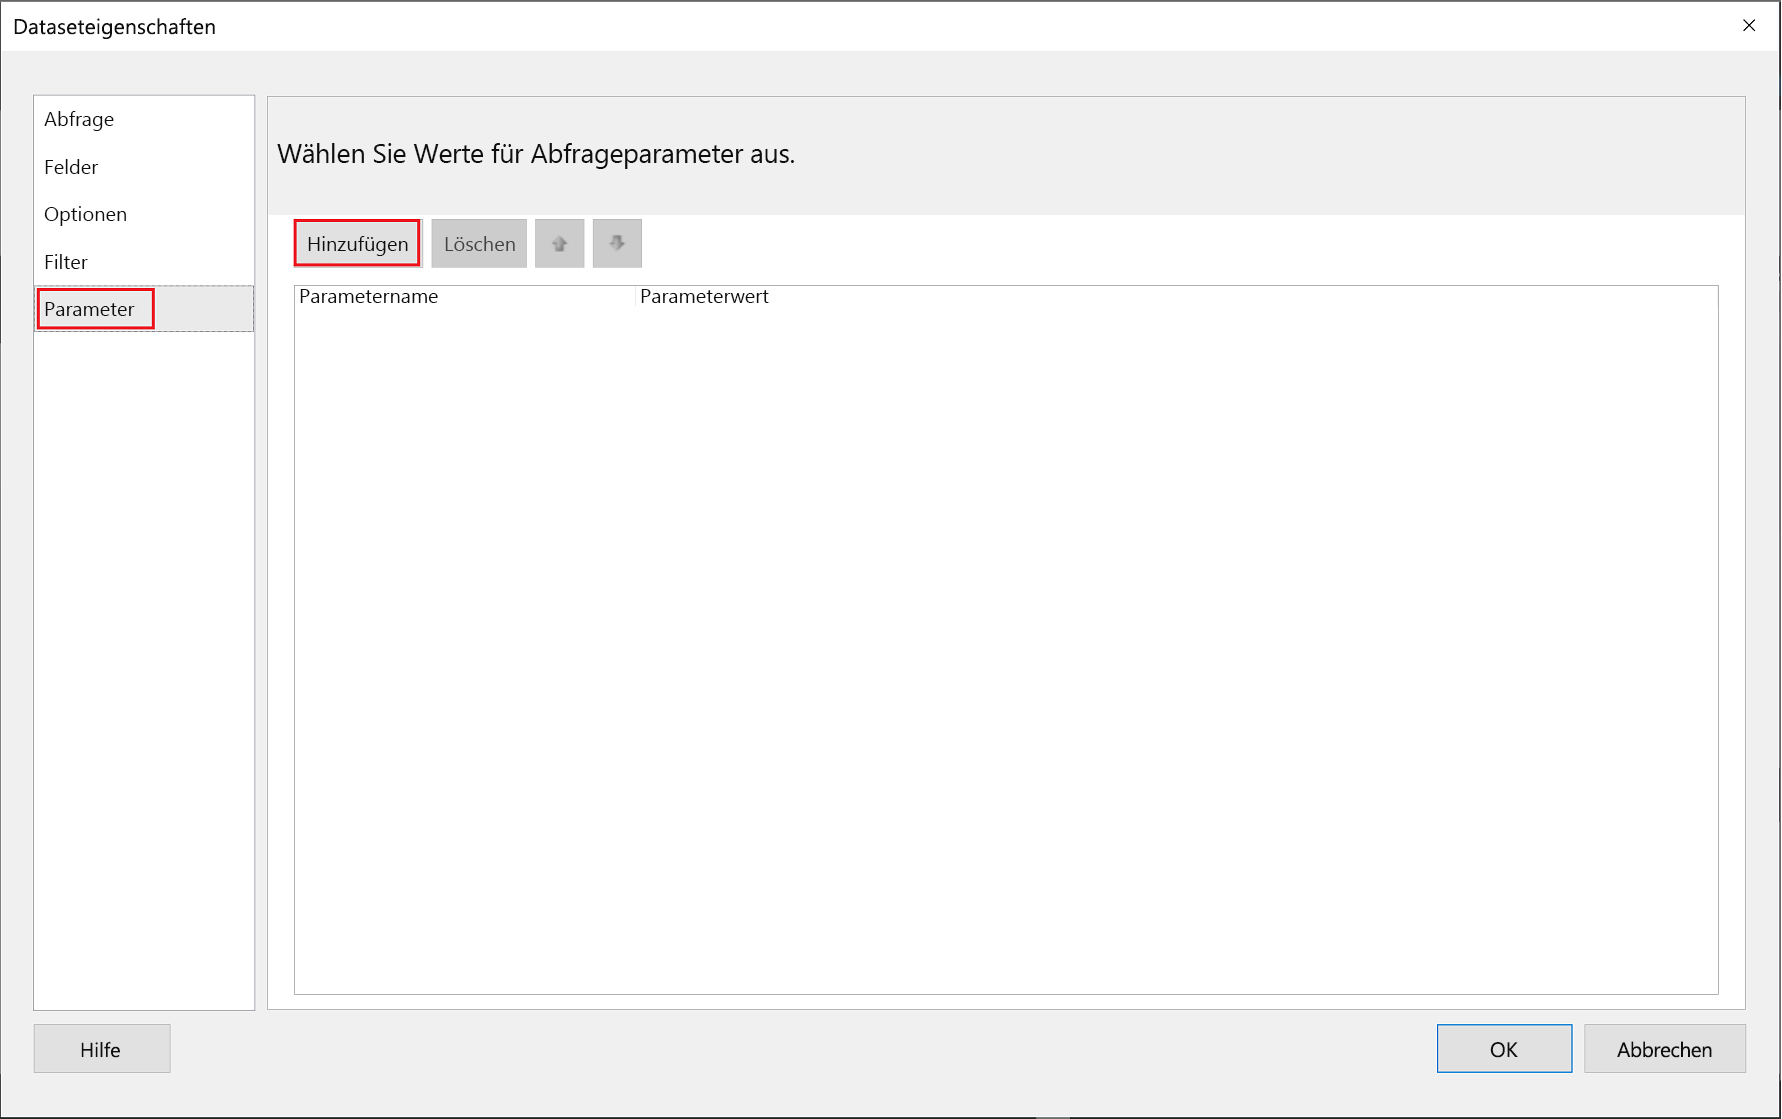 Dataseteigenschaften
Abfrage
Felder
Optionen
Filter
Parameter
Wählen Sie Werte für Abfrageparameter aus.
Hinzufügen Löschen
Parametername Parameterwert
Hilfe OK Abbrechen